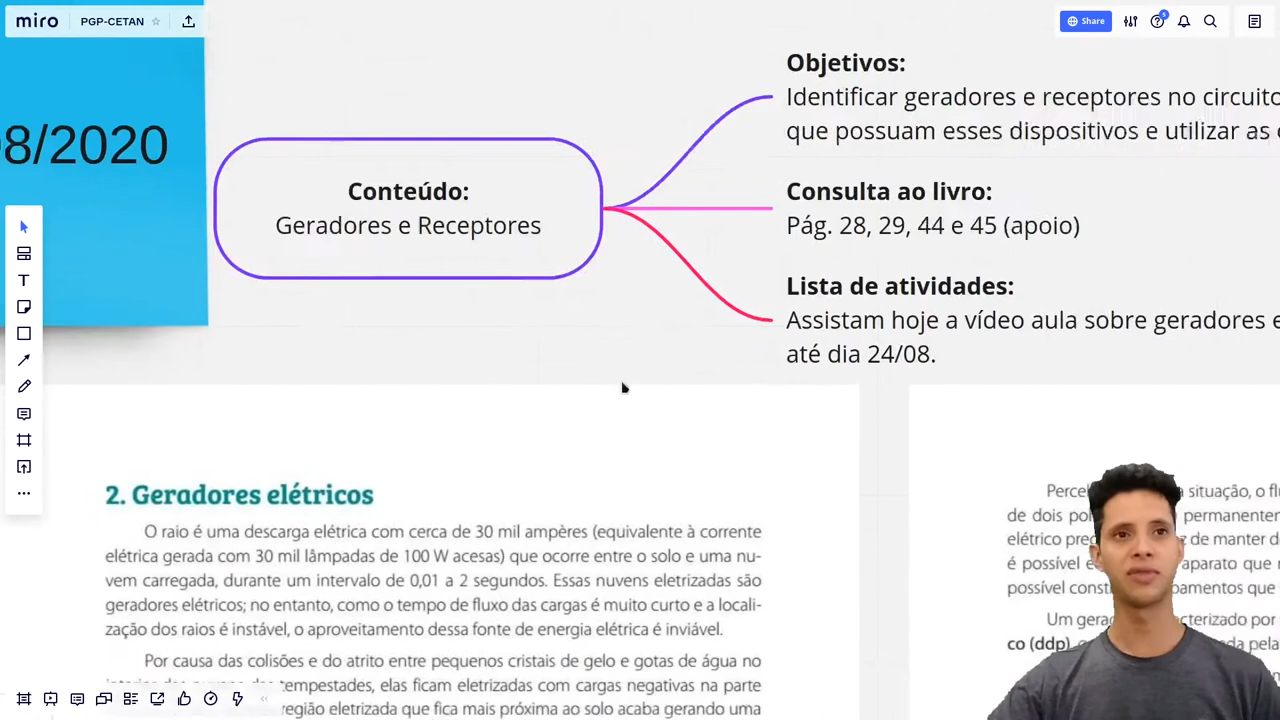 miro
PGP-CETAN
Share
08/2020
Conteúdo:
Geradores e Receptores
Objetivos:
Identificar geradores e receptores no circuito
que possuam esses dispositivos e utilizar as
Consulta ao livro:
Pág. 28, 29, 44 e 45 (apoio)
Lista de atividades:
Assistam hoje a vídeo aula sobre geradores e
até dia 24/08.
2. Geradores elétricos
O raio é uma descarga elétrica com cerca de 30 mil ampères (equivalente à corrente
elétrica gerada com 30 mil lâmpadas de 100 W acesas) que ocorre entre o solo e uma nu-
vem carregada, durante um intervalo de 0,01 a 2 segundos. Essas nuvens eletrizadas são
geradores elétricos; no entanto, como o tempo de fluxo das cargas é muito curto e a locali-
zação dos raios é instável, o aproveitamento dessa fonte de energia elétrica é inviável.
Por causa das colisões e do atrito entre pequenos cristais de gelo e gotas de água no
tempestades, elas ficam eletrizadas com cargas negativas na parte
região eletrizada que fica mais próxima ao solo acaba gerando uma
situação, o
de dois permanenten
elétrico z de manter d
é possível aparato que
possível const pamentos que
Um gera cterizado por
co (ddp) da pela